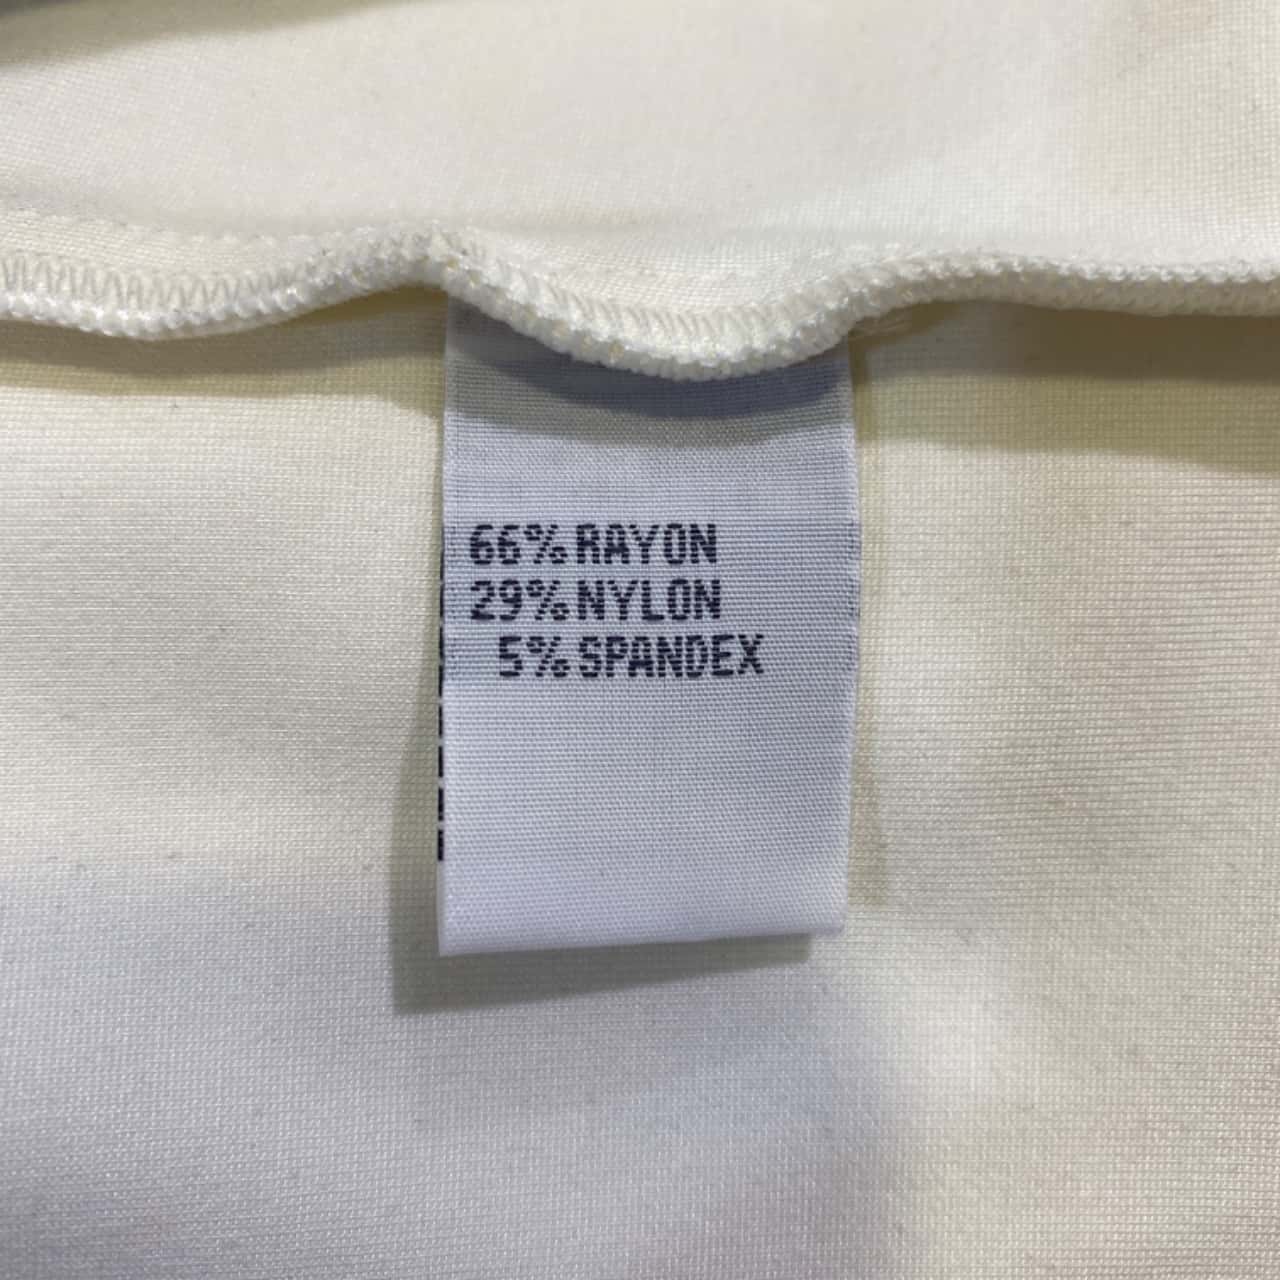 66% RAYON
29% NYLON
5% SPANDEX